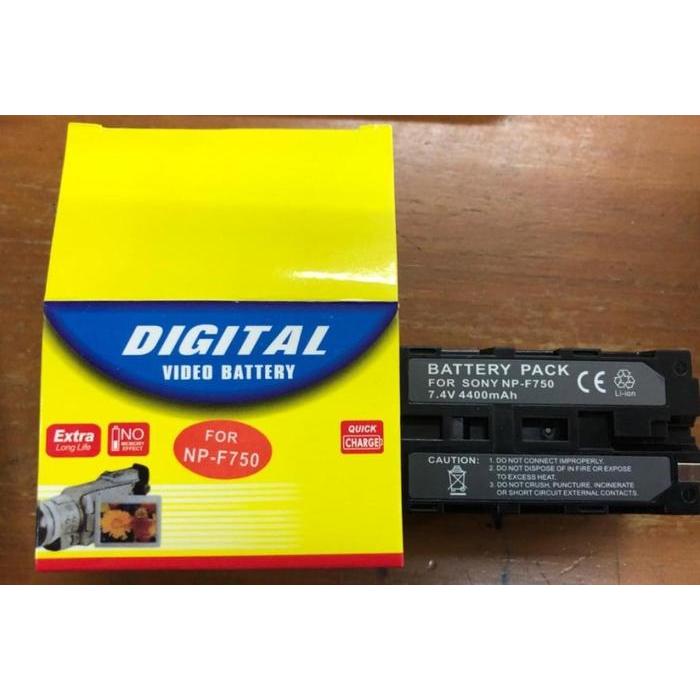 DIGITAL
VIDEO BATTERY
Extra
Long Life
NO
MEMORY
EFFECT
FOR
NP-F750
QUICK
CHARGE
BATTERY PACK
FOR SONY NP-F750
7.4V 4400mAh
CE
Li-ion
CAUTION:
1. DO NOT CONNECT IMPROPERLY.
2. DO NOT DISPOSE OF IN FIRE OR EXPOSE
TO EXCESS HEAT.
3. DO NOT CRUSH, PUNCTURE, INCINERATE
OR SHORT CIRCUIT EXTERNAL CONTACTS.